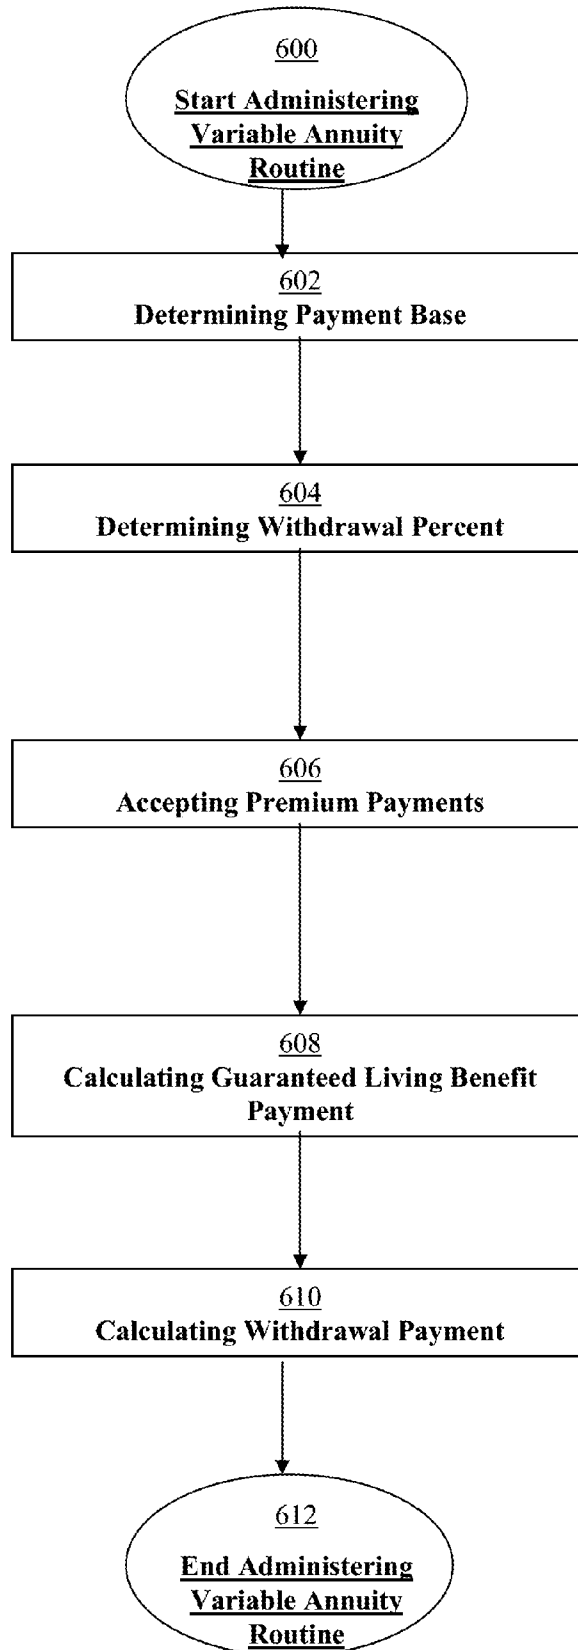 600
Start Administering
Variable Annuity
Routine
602
Determining Payment Base
604
Determining Withdrawal Percent
606
Accepting Premium Payments
608
Calculating Guaranteed Living Benefit
Payment
610
Calculating Withdrawal Payment
612
End Administering
Variable Annuity
Routine